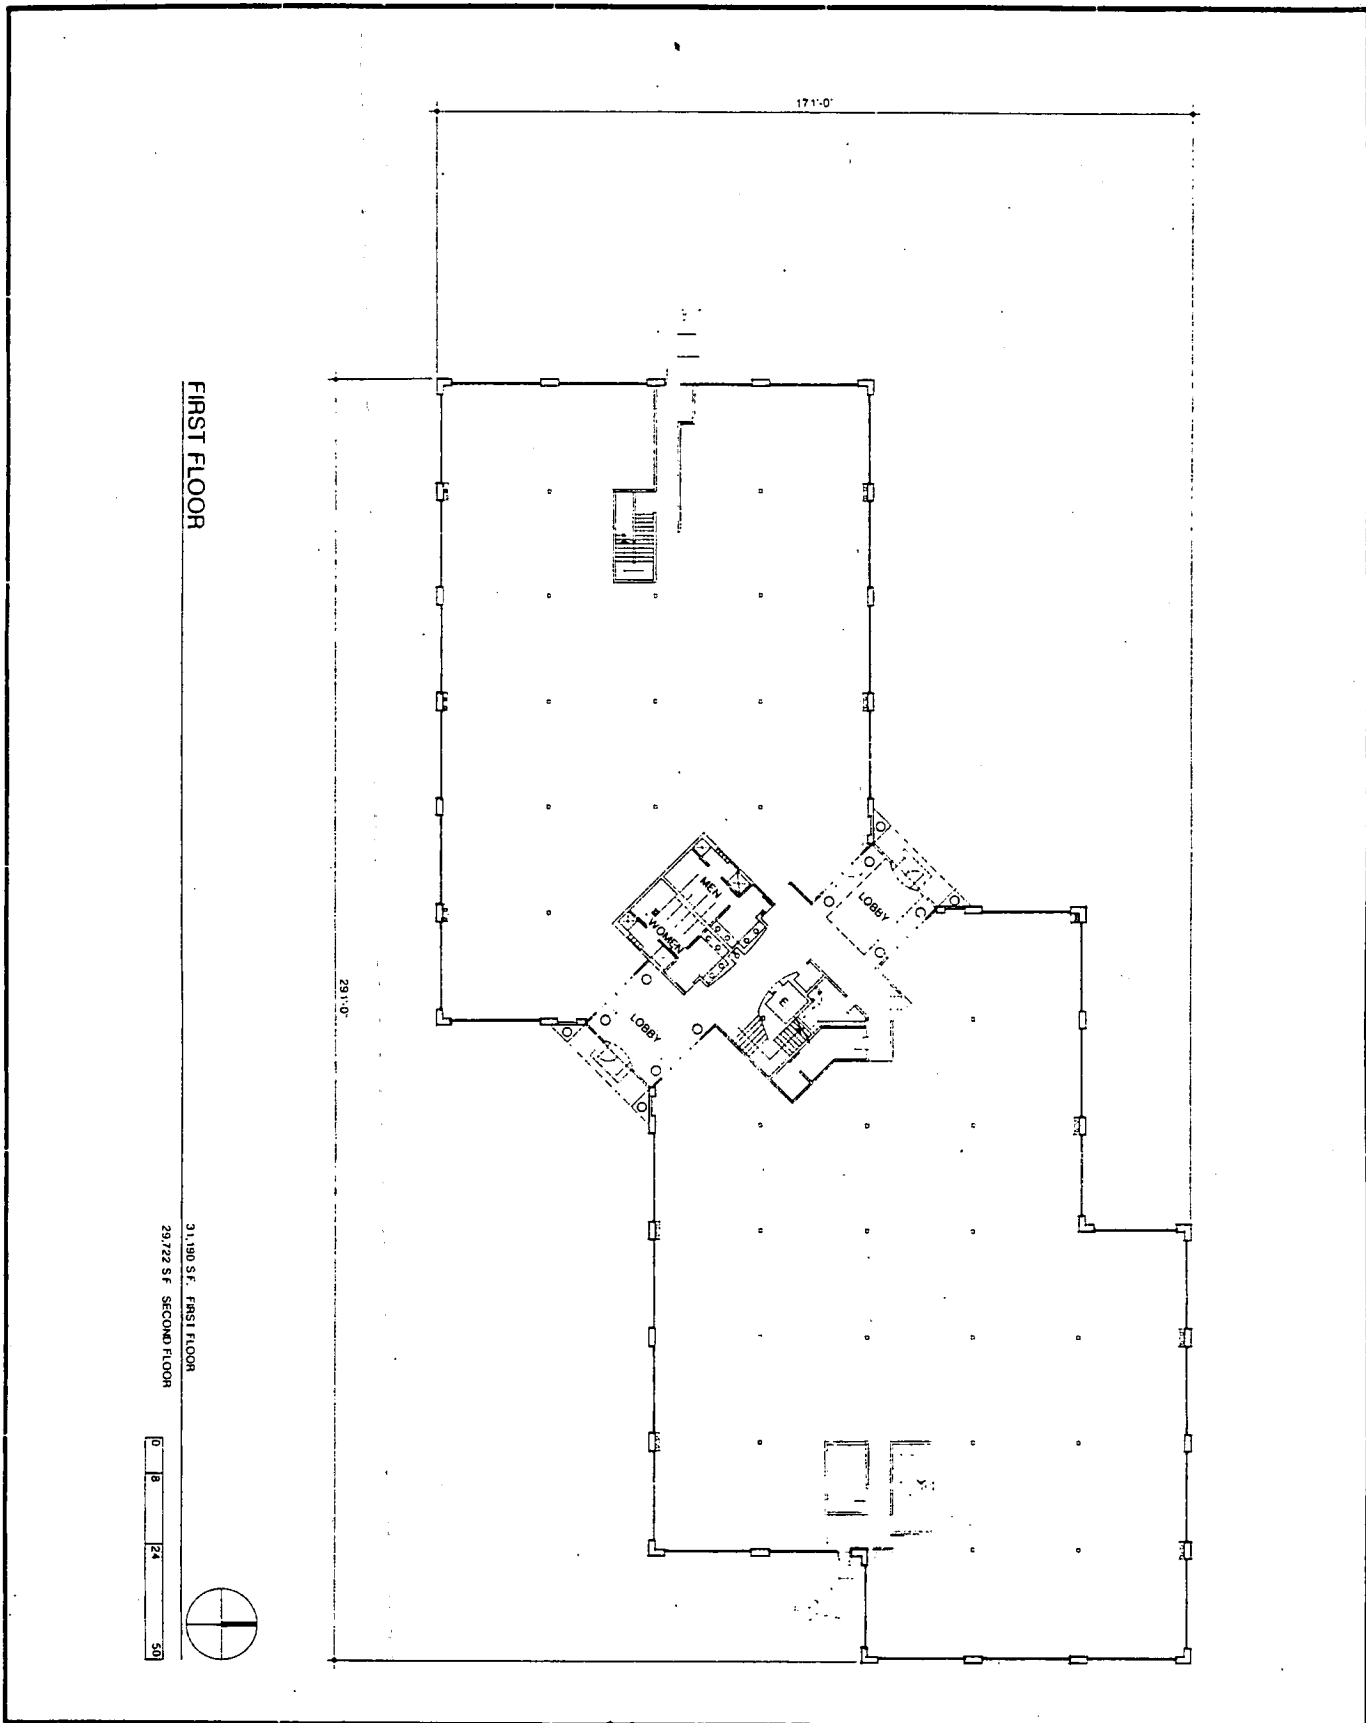 171'-0"
FIRST FLOOR
MEN
WOMEN
LOBBY
E
LOBBY
291'-0"
31,190 S.F. FIRST FLOOR
29,722 S.F. SECOND FLOOR
0 8 24 50